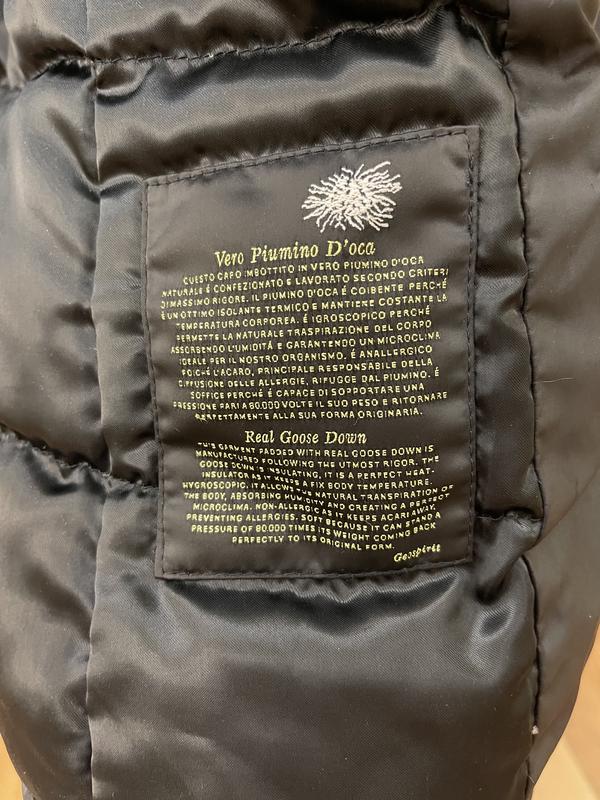 Vero Piumino D'oca
QUESTO CAPO IMBOTTITO IN VERO PIUMINO D'OCA
NATURALE É CONFEZIONATO E LAVORATO SECONDO CRITERI
DI MASSIMO RIGORE. IL PIUMINO D'OCA É COIBENTE PERCHÉ
É UN OTTIMO ISOLANTE TERMICO E MANTIENE COSTANTE LA
TEMPERATURA CORPOREA. É IGROSCOPICO PERCHÉ
PERMETTE LA NATURALE TRASPIRAZIONE DEL CORPO
ASSORBENDO L'UMIDITÁ E GARANTENDO UN MICROCLIMA
IDEALE PER IL NOSTRO ORGANISMO. É ANALLERGICO
POICHÉ L'ACARO, PRINCIPALE RESPONSABILE DELLA
DIFFUSIONE DELLE ALLERGIE, RIFUGGE DAL PIUMINO. É
SOFFICE PERCHÉ É CAPACE DI SOPPORTARE UNA
PRESSIONE PARI A 80.000 VOLTE IL SUO PESO E RITORNARE
PERFETTAMENTE ALLA SUA FORMA ORIGINARIA.
Real Goose Down
THIS GARMENT PADDED WITH REAL GOOSE DOWN IS
MANUFACTURED FOLLOWING THE UTMOST RIGOR. THE
GOOSE DOWN IS INSULATING, IT IS A PERFECT HEAT-
INSULATOR AS IT KEEPS A FIX BODY TEMPERATURE.
HYGROSCOPIC, IT ALLOWS THE NATURAL TRANSPIRATION OF
THE BODY, ABSORBING HUMIDITY AND CREATING A PERFECT
MICROCLIMA. NON-ALLERGIC AS IT KEEPS ACARI AWAY,
PREVENTING ALLERGIES. SOFT BECAUSE IT CAN STAND A
PRESSURE OF 80.000 TIMES ITS WEIGHT COMING BACK
PERFECTLY TO ITS ORIGINAL FORM.
Geospirit